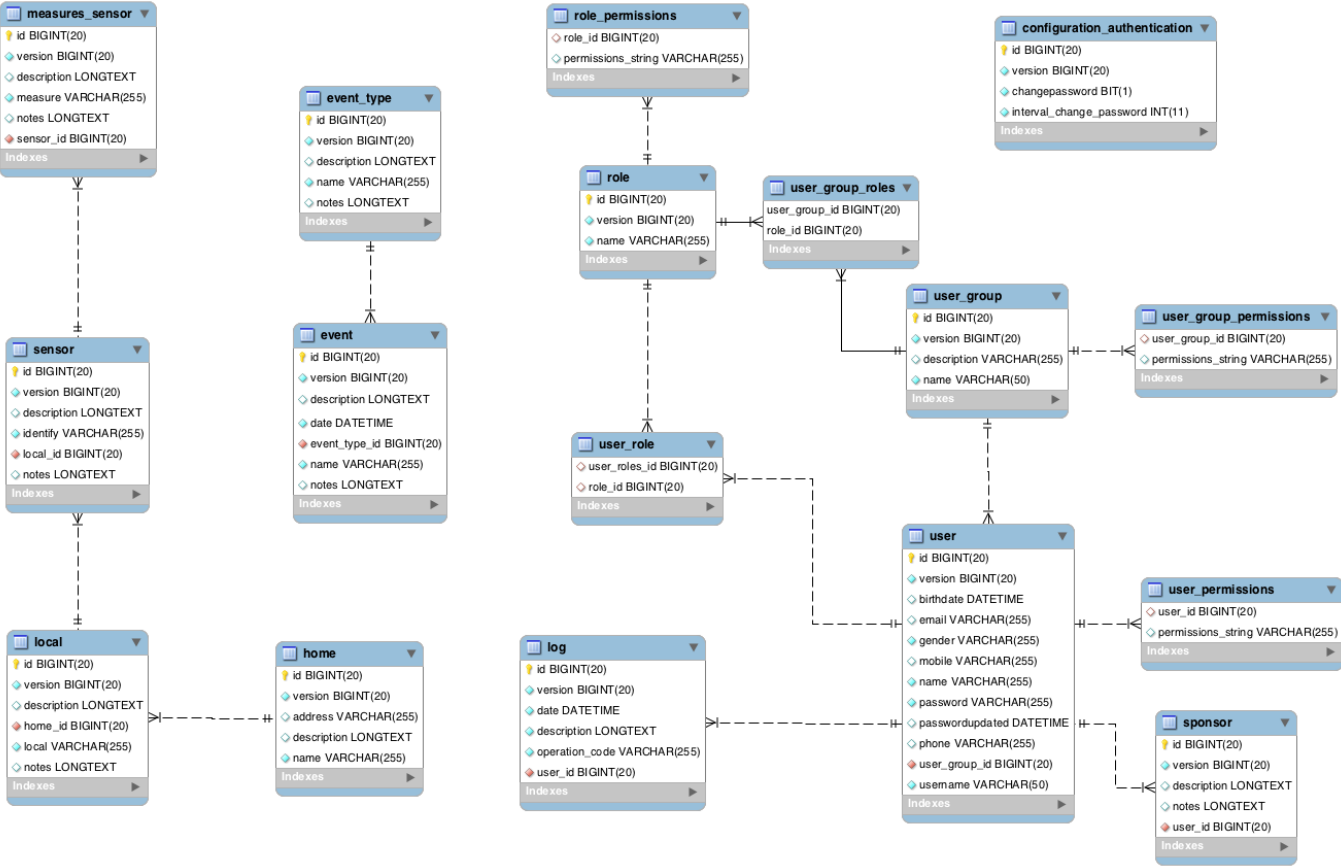 measures_sensor
id BIGINT(20)
version BIGINT(20)
description LONGTEXT
measure VARCHAR(255)
notes LONGTEXT
sensor_id BIGINT(20)
Indexes
event_type
id BIGINT(20)
version BIGINT(20)
description LONGTEXT
name VARCHAR(255)
notes LONGTEXT
Indexes
role_permissions
role_id BIGINT(20)
permissions_string VARCHAR(255)
Indexes
configuration_authentication
id BIGINT(20)
version BIGINT(20)
changepassword BIT(1)
interval_change_password INT(11)
Indexes
role
id BIGINT(20)
version BIGINT(20)
name VARCHAR(255)
Indexes
user_group_roles
user_group_id BIGINT(20)
role_id BIGINT(20)
Indexes
user_group
id BIGINT(20)
version BIGINT(20)
description VARCHAR(255)
name VARCHAR(50)
Indexes
user_group_permissions
user_group_id BIGINT(20)
permissions_string VARCHAR(255)
Indexes
sensor
id BIGINT(20)
version BIGINT(20)
description LONGTEXT
identify VARCHAR(255)
local_id BIGINT(20)
notes LONGTEXT
Indexes
event
id BIGINT(20)
version BIGINT(20)
description LONGTEXT
date DATETIME
event_type_id BIGINT(20)
name VARCHAR(255)
notes LONGTEXT
Indexes
user_role
user_roles_id BIGINT(20)
role_id BIGINT(20)
Indexes
user
id BIGINT(20)
version BIGINT(20)
birthdate DATETIME
email VARCHAR(255)
gender VARCHAR(255)
mobile VARCHAR(255)
name VARCHAR(255)
password VARCHAR(255)
passwordupdated DATETIME
phone VARCHAR(255)
user_group_id BIGINT(20)
username VARCHAR(50)
Indexes
user_permissions
user_id BIGINT(20)
permissions_string VARCHAR(255)
Indexes
local
id BIGINT(20)
version BIGINT(20)
description LONGTEXT
home_id BIGINT(20)
local VARCHAR(255)
notes LONGTEXT
Indexes
home
id BIGINT(20)
version BIGINT(20)
address VARCHAR(255)
description LONGTEXT
name VARCHAR(255)
Indexes
log
id BIGINT(20)
version BIGINT(20)
date DATETIME
description LONGTEXT
operation_code VARCHAR(255)
user_id BIGINT(20)
Indexes
sponsor
id BIGINT(20)
version BIGINT(20)
description LONGTEXT
notes LONGTEXT
user_id BIGINT(20)
Indexes